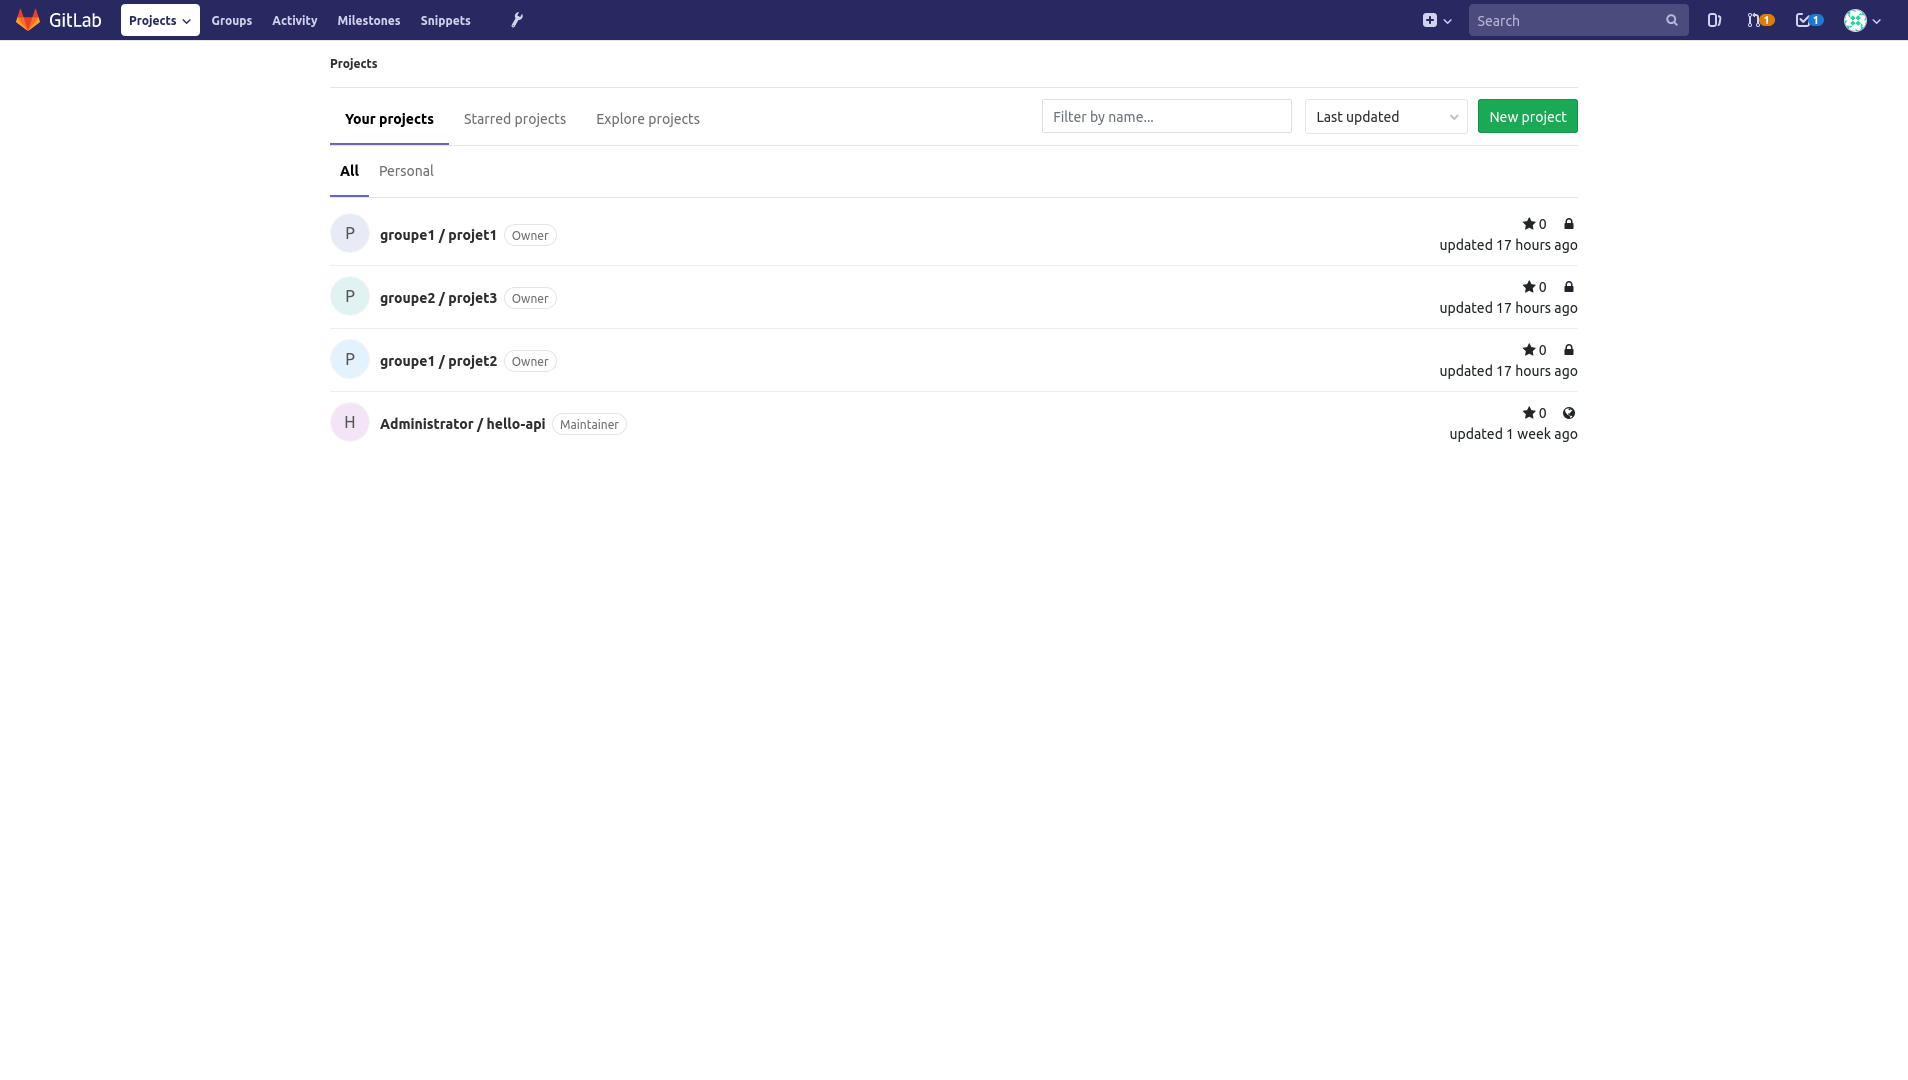 GitLab Projects Groups Activity Milestones Snippets Search 1 1
Projects
Your projects Starred projects Explore projects Filter by name... Last updated New project
All Personal
P groupe1 / projet1 Owner 0
updated 17 hours ago
P groupe2 / projet3 Owner 0
updated 17 hours ago
P groupe1 / projet2 Owner 0
updated 17 hours ago
H Administrator / hello-api Maintainer 0
updated 1 week ago